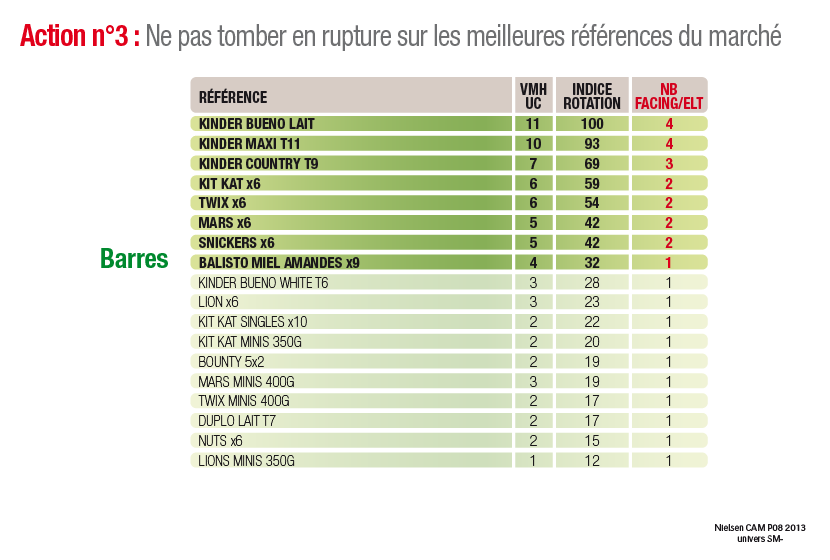 Action n°3 : Ne pas tomber en rupture sur les meilleures références du marché
RÉFÉRENCE VMH UC INDICE ROTATION NB FACING/ELT
KINDER BUENO LAIT 11 100 4
KINDER MAXI T11 10 93 4
KINDER COUNTRY T9 7 69 3
KIT KAT x6 6 59 2
TWIX x6 6 54 2
MARS x6 5 42 2
SNICKERS x6 5 42 2
Barres
BALISTO MIEL AMANDES x9 4 32 1
KINDER BUENO WHITE T6 3 28 1
LION x6 3 23 1
KIT KAT SINGLES x10 2 22 1
KIT KAT MINIS 350G 2 20 1
BOUNTY 5x2 2 19 1
MARS MINIS 400G 3 19 1
TWIX MINIS 400G 2 17 1
DUPLO LAIT T7 2 17 1
NUTS x6 2 15 1
LIONS MINIS 350G 1 12 1
Nielsen CAM P08 2013
univers SM-